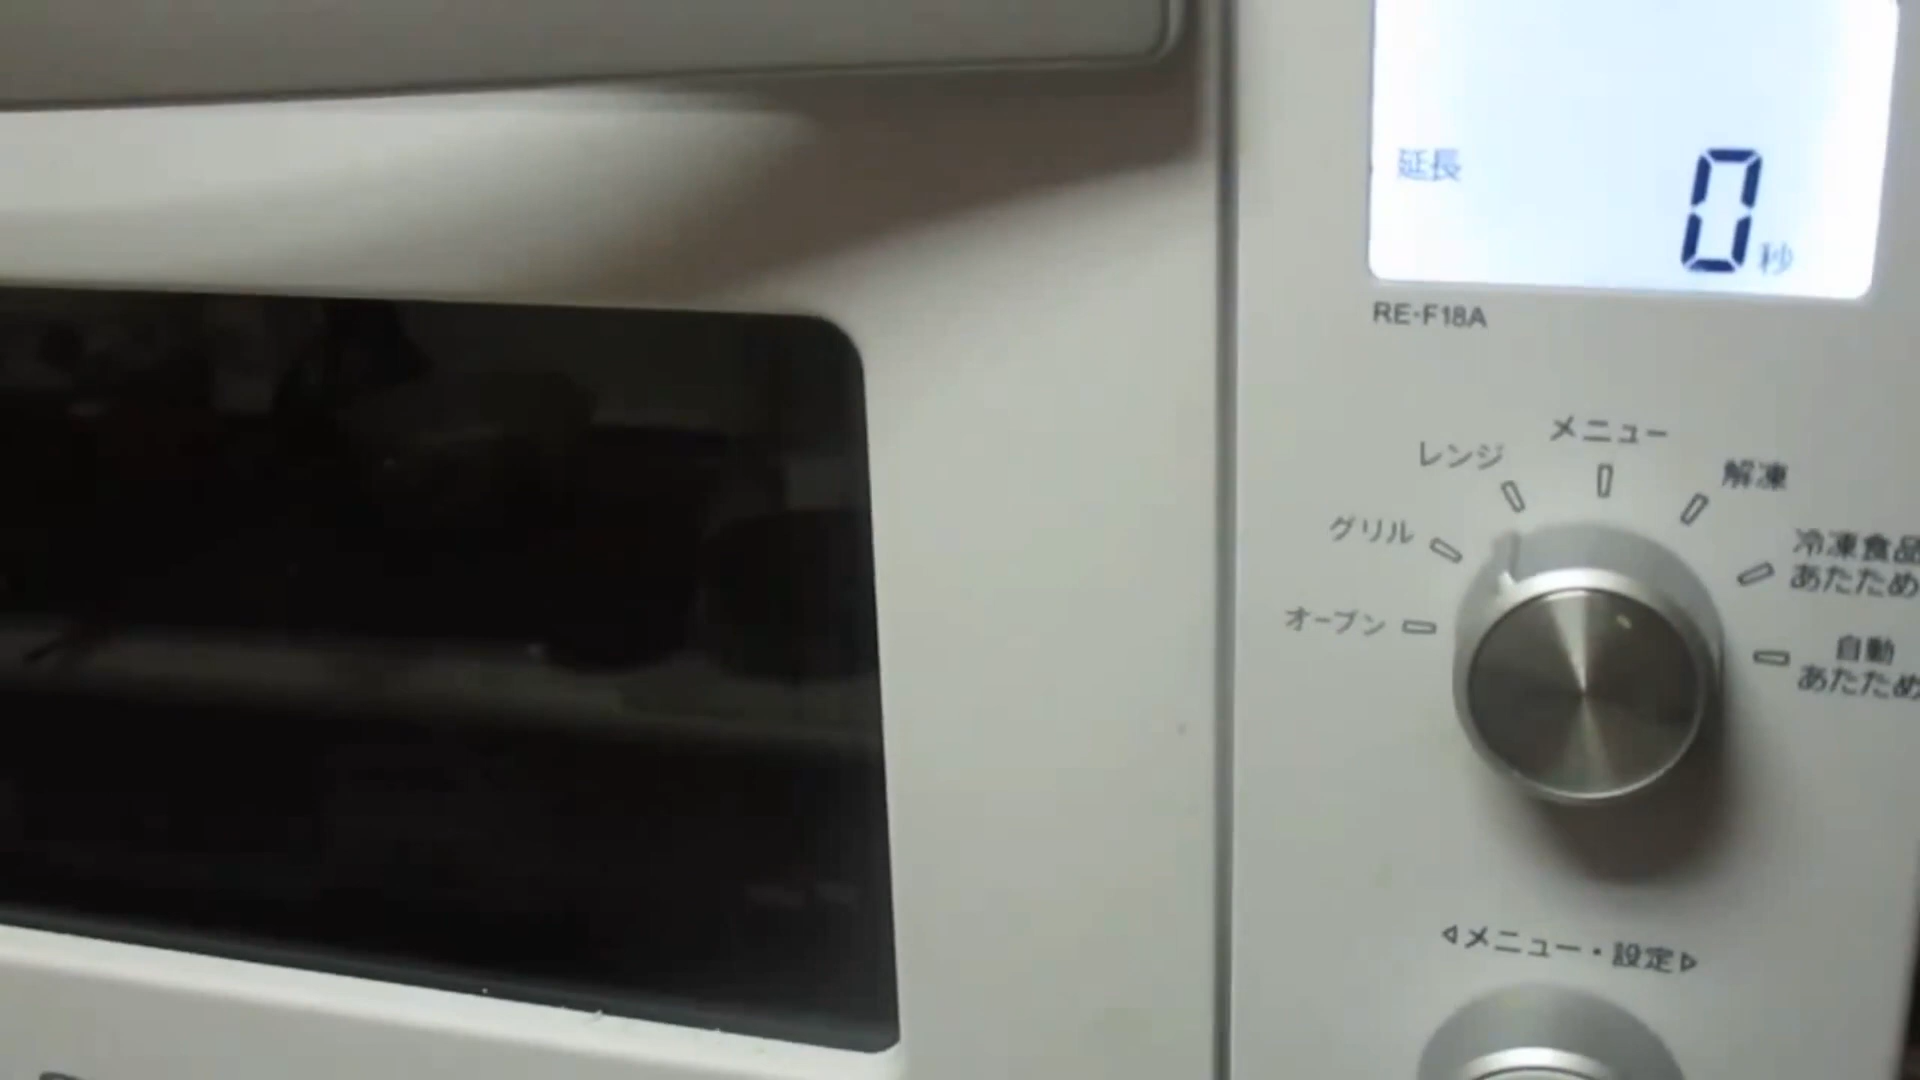 延長
0秒
RE-F18A
メニュー
レンジ
解凍
グリル
冷凍食品
あたため
オーブン
自動
あたため
◁メニュー・設定▷